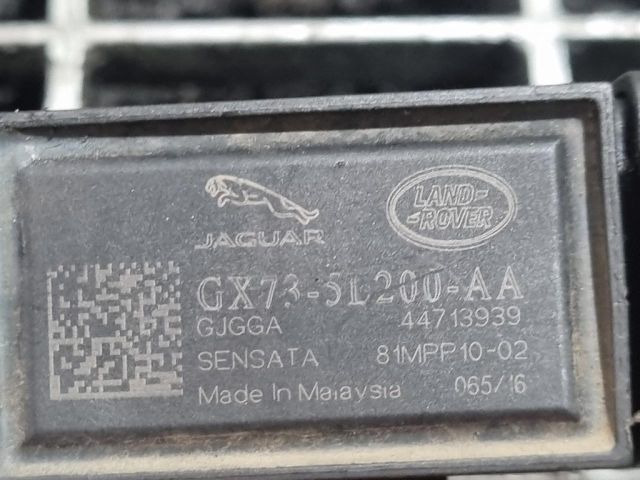 JAGUAR
LAND-
-ROVER
GX73-5L200-AA
GJGGA 44713939
SENSATA 81MPP10-02
Made In Malaysia 065/16